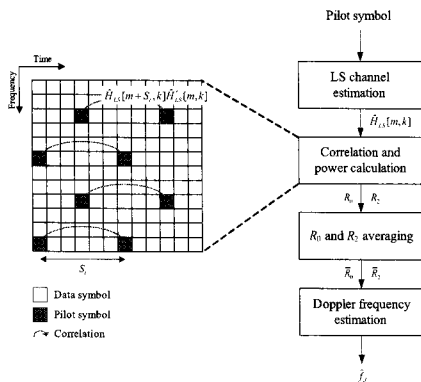 Time
Frequency
Ĥ_LS[m+S_t,k]Ĥ*_LS[m,k]
S_t
Data symbol
Pilot symbol
Correlation
Pilot symbol
LS channel
estimation
Ĥ_LS[m,k]
Correlation and
power calculation
R_0 R_2
R_0 and R_2 averaging
R̅_0 R̅_2
Doppler frequency
estimation
f̂_d